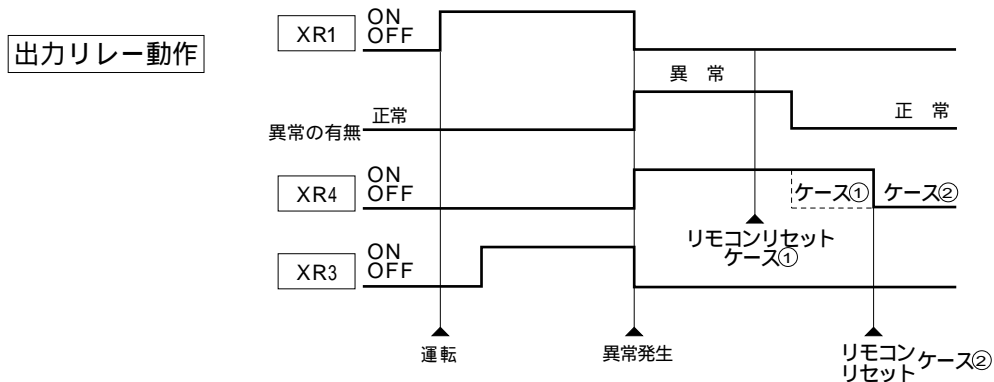 出力リレー動作
XR1
ON
OFF
異 常
異常の有無
正常
正 常
XR4
ON
OFF
ケース①
ケース②
リモコンリセット
ケース①
XR3
ON
OFF
運転
異常発生
リモコン
リセット
ケース②